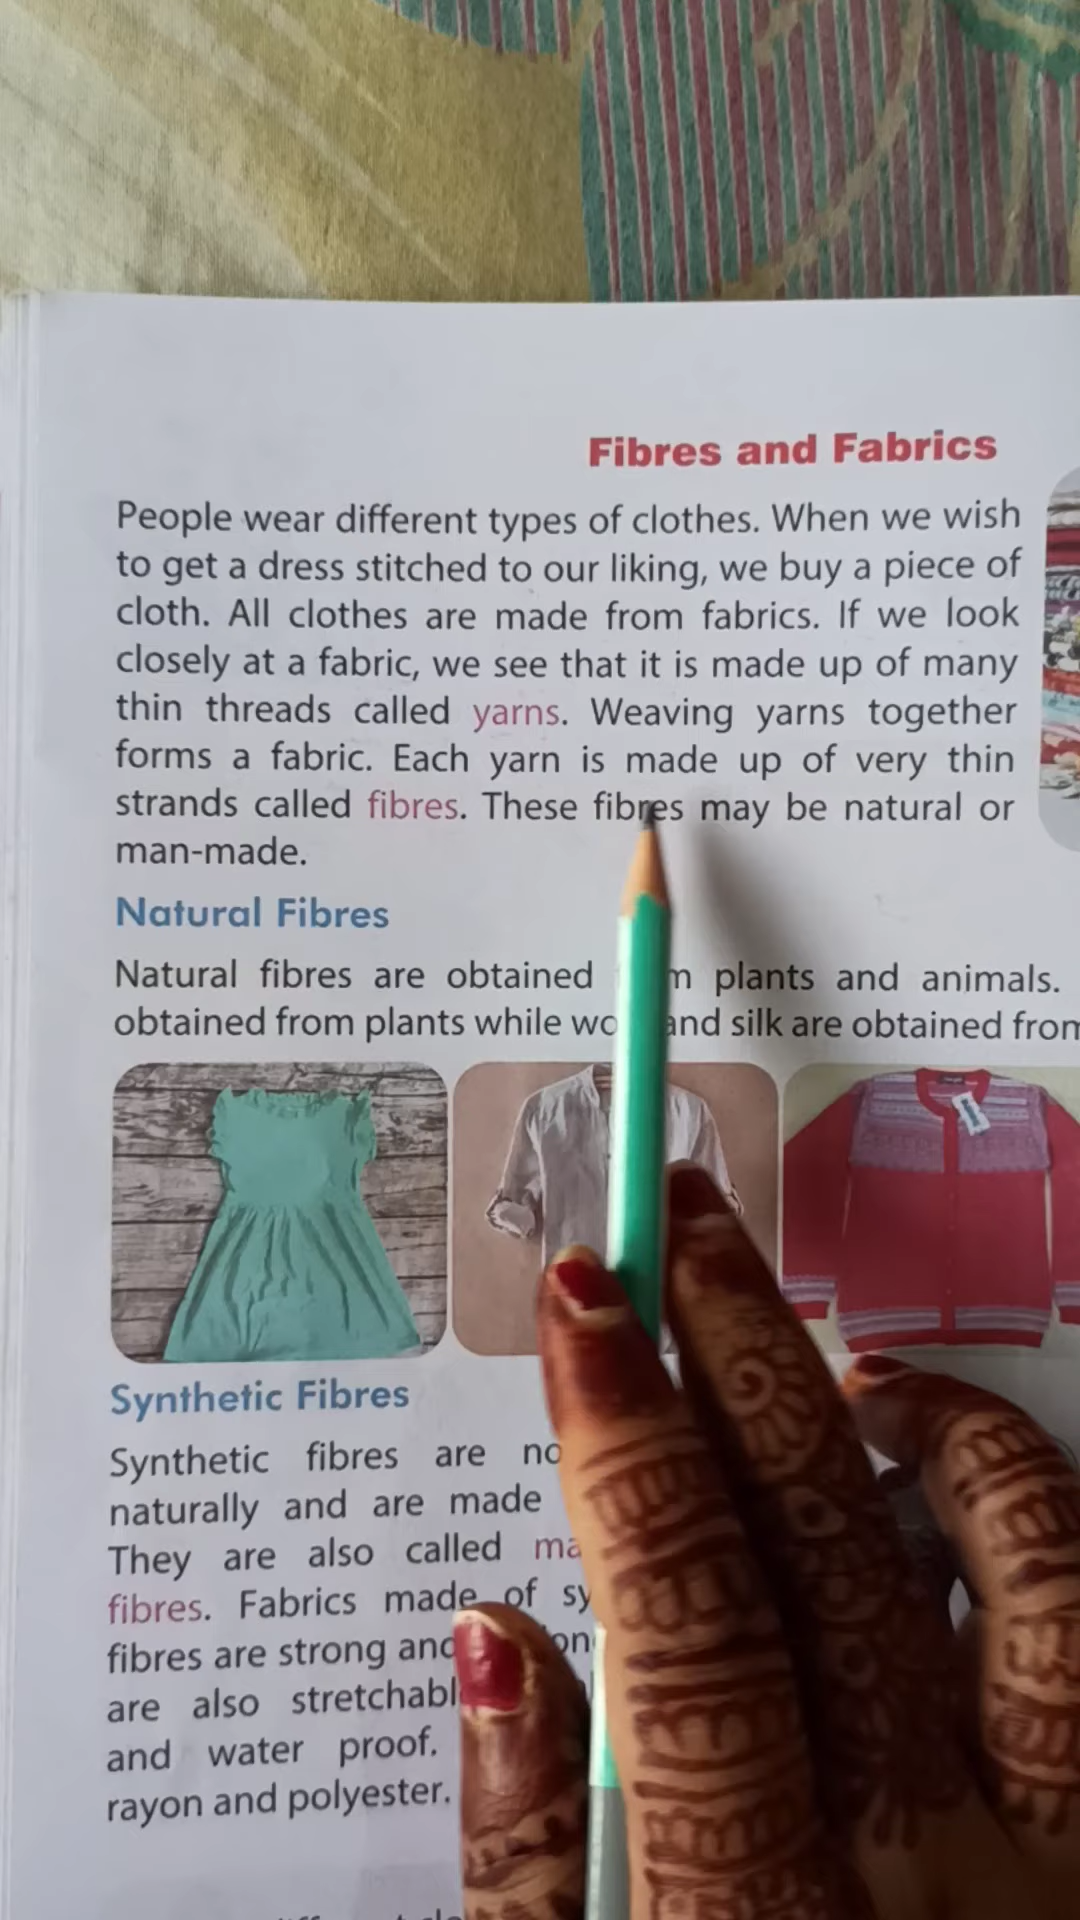 Fibres and Fabrics
People wear different types of clothes. When we wish
to get a dress stitched to our liking, we buy a piece of
cloth. All clothes are made from fabrics. If we look
closely at a fabric, we see that it is made up of many
thin threads called yarns. Weaving yarns together
forms a fabric. Each yarn is made up of very thin
strands called fibres. These fibres may be natural or
man-made.
Natural Fibres
Natural fibres are obtained plants and animals.
obtained from plants while and silk are obtained from
Synthetic Fibres
Synthetic fibres are
naturally and are made
They are also called
fibres. Fabrics made of
fibres are strong and
are also
and water proof.
rayon and polyester.